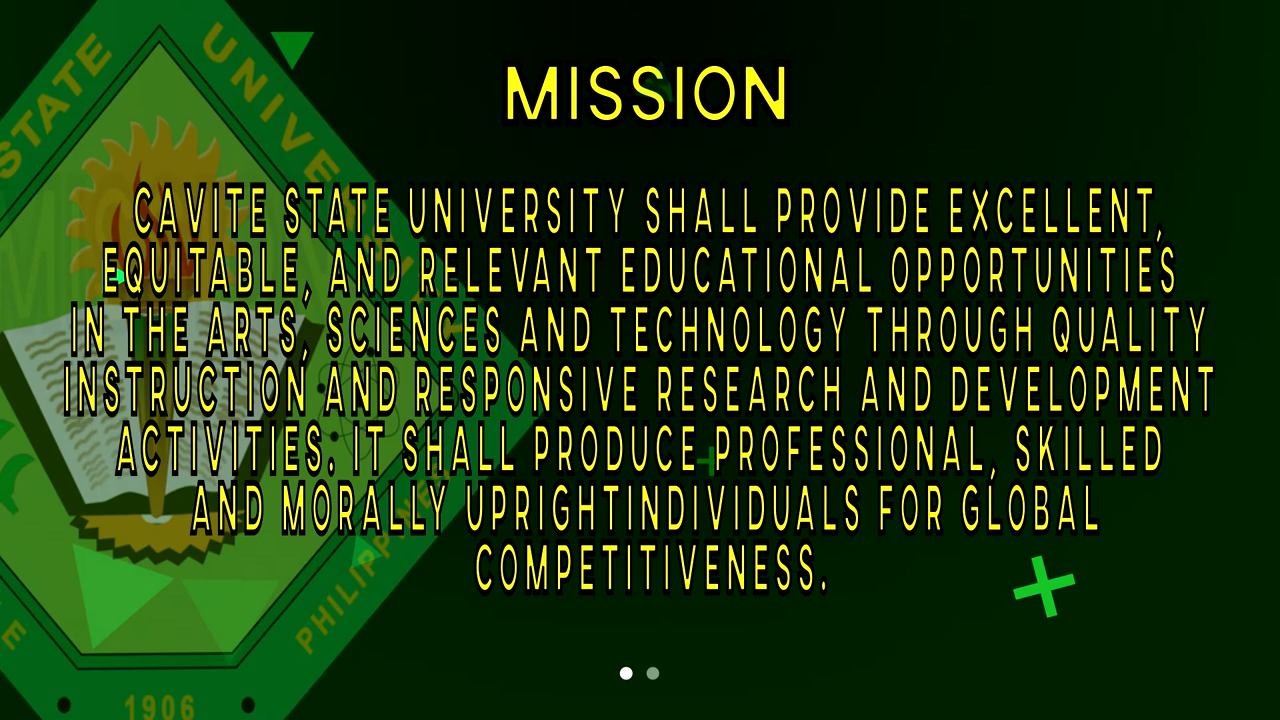 MISSION
CAVITE STATE UNIVERSITY SHALL PROVIDE EXCELLENT,
EQUITABLE, AND RELEVANT EDUCATIONAL OPPORTUNITIES
IN THE ARTS, SCIENCES AND TECHNOLOGY THROUGH QUALITY
INSTRUCTION AND RESPONSIVE RESEARCH AND DEVELOPMENT
ACTIVITIES. IT SHALL PRODUCE PROFESSIONAL, SKILLED
AND MORALLY UPRIGHTINDIVIDUALS FOR GLOBAL
COMPETITIVENESS.
STATE
1906